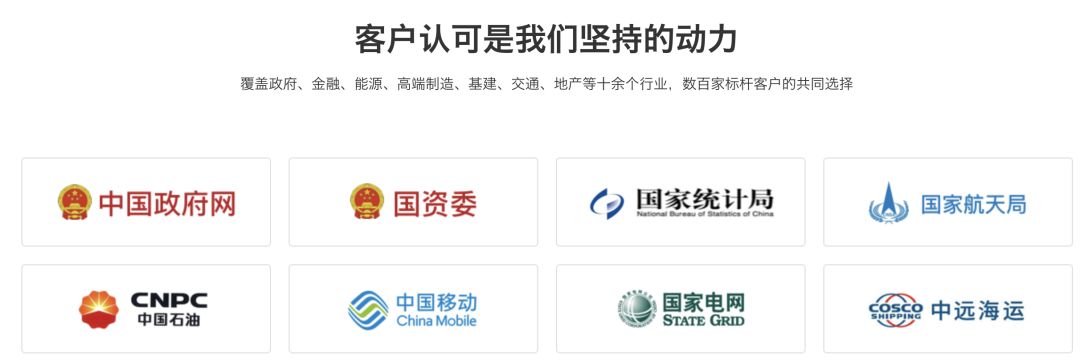 客户认可是我们坚持的动力
覆盖政府、金融、能源、高端制造、基建、交通、地产等十余个行业，数百家标杆客户的共同选择
中国政府网
国资委
国家统计局
National Bureau of Statistics of China
国家航天局
CNPC
中国石油
中国移动
China Mobile
国家电网
STATE GRID
COSCO
SHIPPING
中远海运